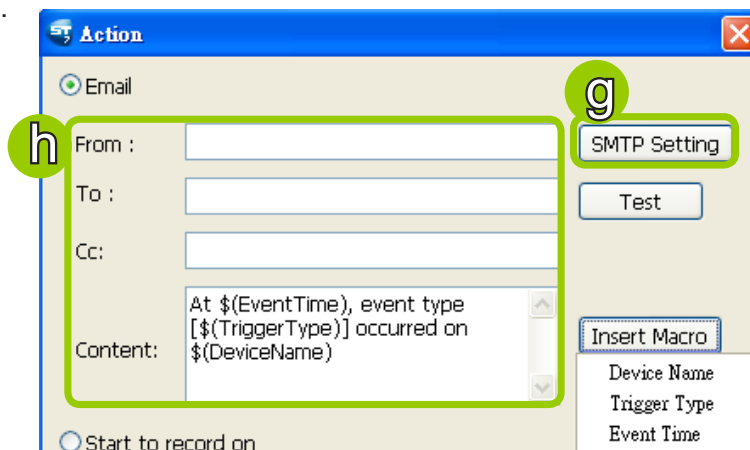 .
ST7 Action
Email
g
h
From :
SMTP Setting
To :
Test
Cc:
At $(EventTime), event type
[$(TriggerType)] occurred on
$(DeviceName)
Content:
Insert Macro
Device Name
Trigger Type
Event Time
Start to record on